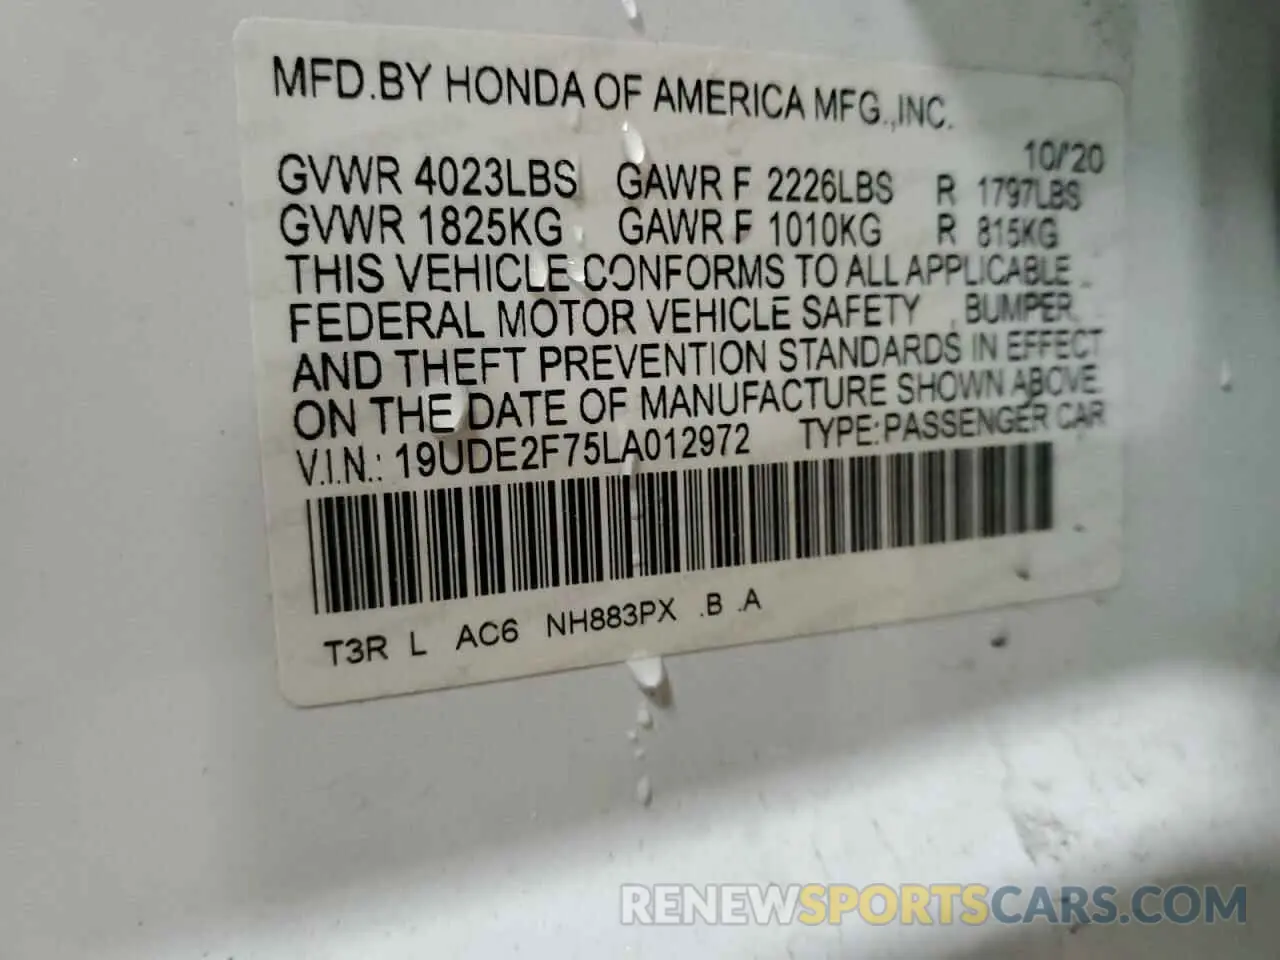 MFD.BY HONDA OF AMERICA MFG.,INC.
10/'20
GVWR 4023LBS GAWR F 2226LBS R 1797LBS
GVWR 1825KG GAWR F 1010KG R 815KG
THIS VEHICLE CONFORMS TO ALL APPLICABLE
FEDERAL MOTOR VEHICLE SAFETY , BUMPER,
AND THEFT PREVENTION STANDARDS IN EFFECT
ON THE DATE OF MANUFACTURE SHOWN ABOVE.
V.I.N.: 19UDE2F75LA012972 TYPE:PASSENGER CAR
T3R L AC6 NH883PX .B .A
RENEWSPORTSCARS.COM